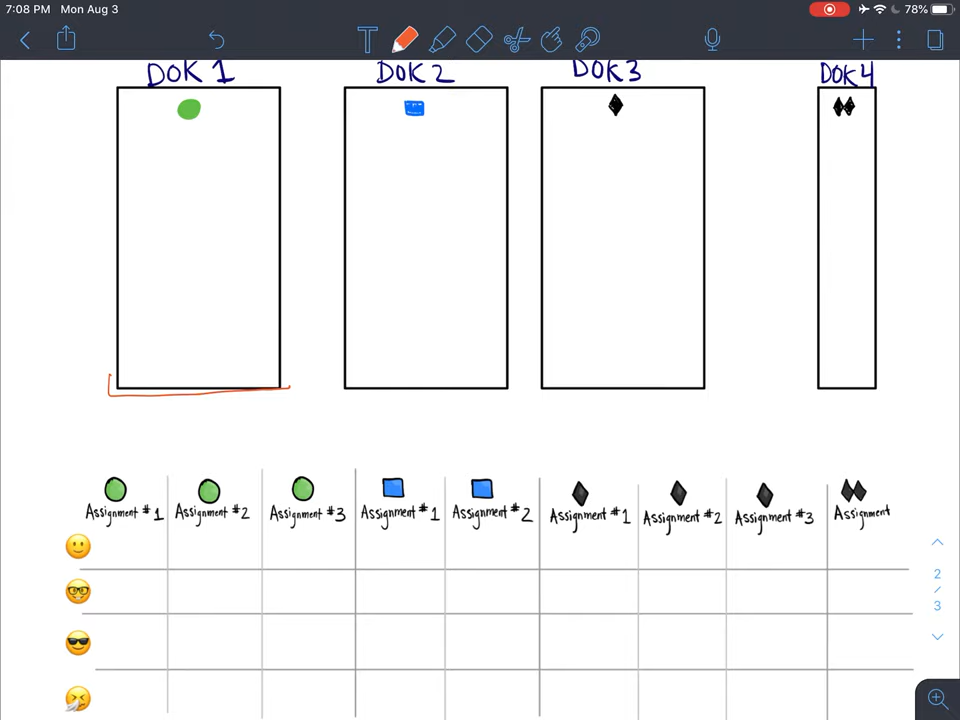 7:08 PM Mon Aug 3 78%
T
DOK 1 DOK 2 DOK 3 DOK 4
Assignment #1 Assignment #2 Assignment #3 Assignment #1 Assignment #2 Assignment #1 Assignment #2 Assignment #3 Assignment
2
/
3